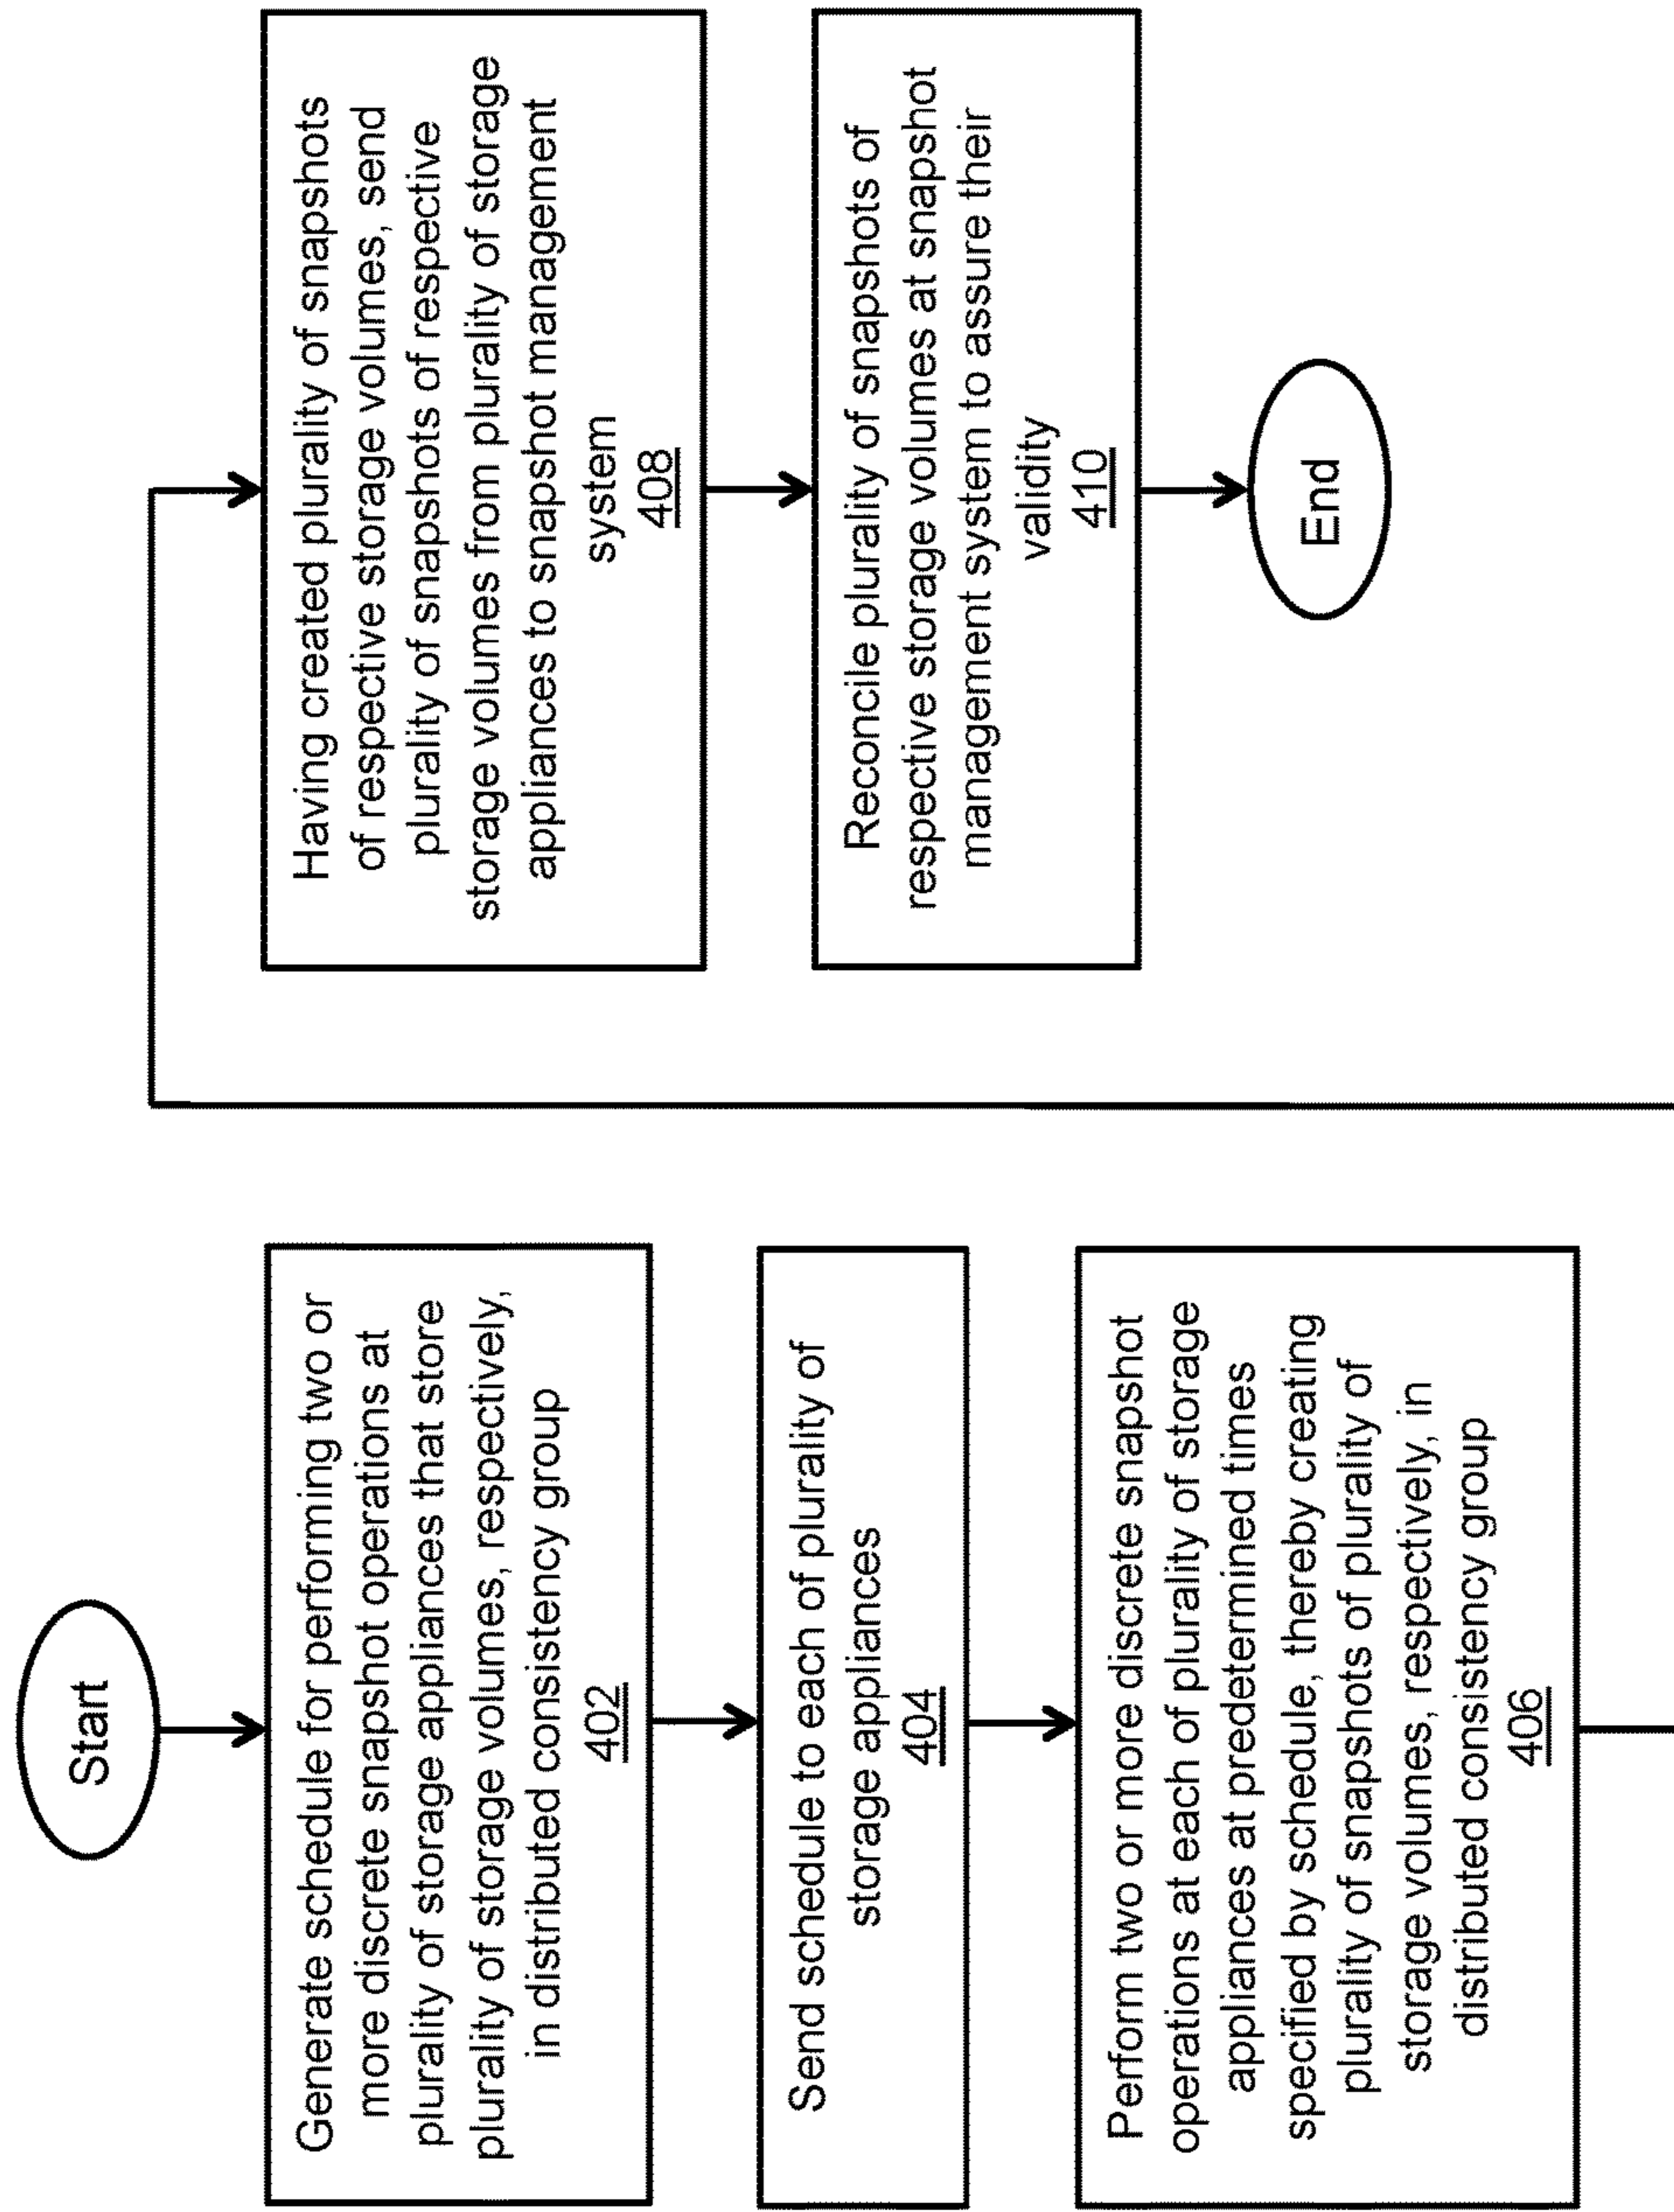 Start
Generate schedule for performing two or
more discrete snapshot operations at
plurality of storage appliances that store
plurality of storage volumes, respectively,
in distributed consistency group
402
Send schedule to each of plurality of
storage appliances
404
Perform two or more discrete snapshot
operations at each of plurality of storage
appliances at predetermined times
specified by schedule, thereby creating
plurality of snapshots of plurality of
storage volumes, respectively, in
distributed consistency group
406
Having created plurality of snapshots
of respective storage volumes, send
plurality of snapshots of respective
storage volumes from plurality of storage
appliances to snapshot management
system
408
Reconcile plurality of snapshots of
respective storage volumes at snapshot
management system to assure their
validity
410
End